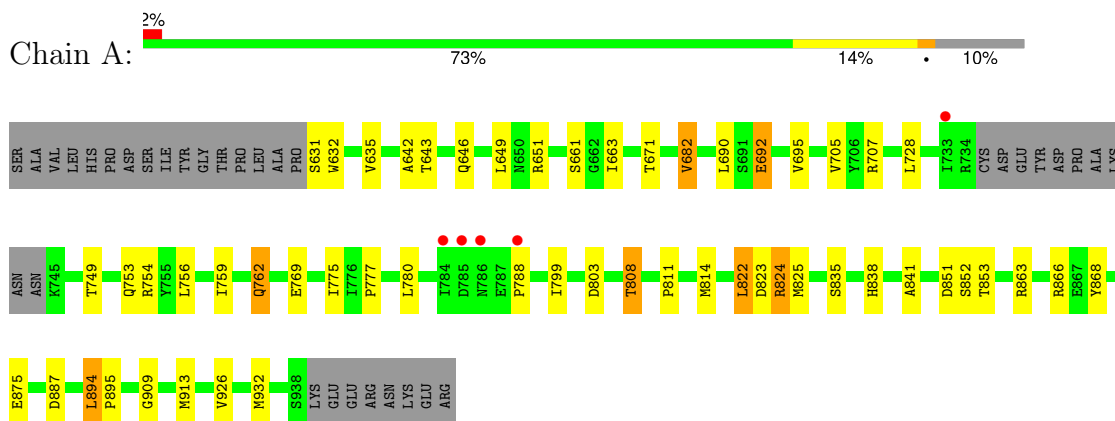 2%
Chain A:
73% 14% • 10%
SER ALA VAL LEU HIS PRO ASP SER ILE TYR GLY THR PRO LEU ALA PRO S631 W632 V635 A642 T643 Q646 L649 N650 R651 S661 G662 I663 T671 V682 L690 S691 E692 V695 V705 Y706 R707 L728 I733 R734 CYS ASP GLU TYR ASP PRO ALA LYS
ASN ASN K745 T749 Q753 R754 Y755 L756 I759 Q762 E769 I775 I776 P777 L780 I784 D785 N786 E787 P788 I799 D803 T808 P811 M814 L822 D823 R824 M825 S835 H838 A841 D851 S852 T853 R863 R866 E867 Y868
E875 D887 L894 P895 G909 M913 V926 M932 S938 LYS GLU GLU ARG ASN LYS GLU ARG